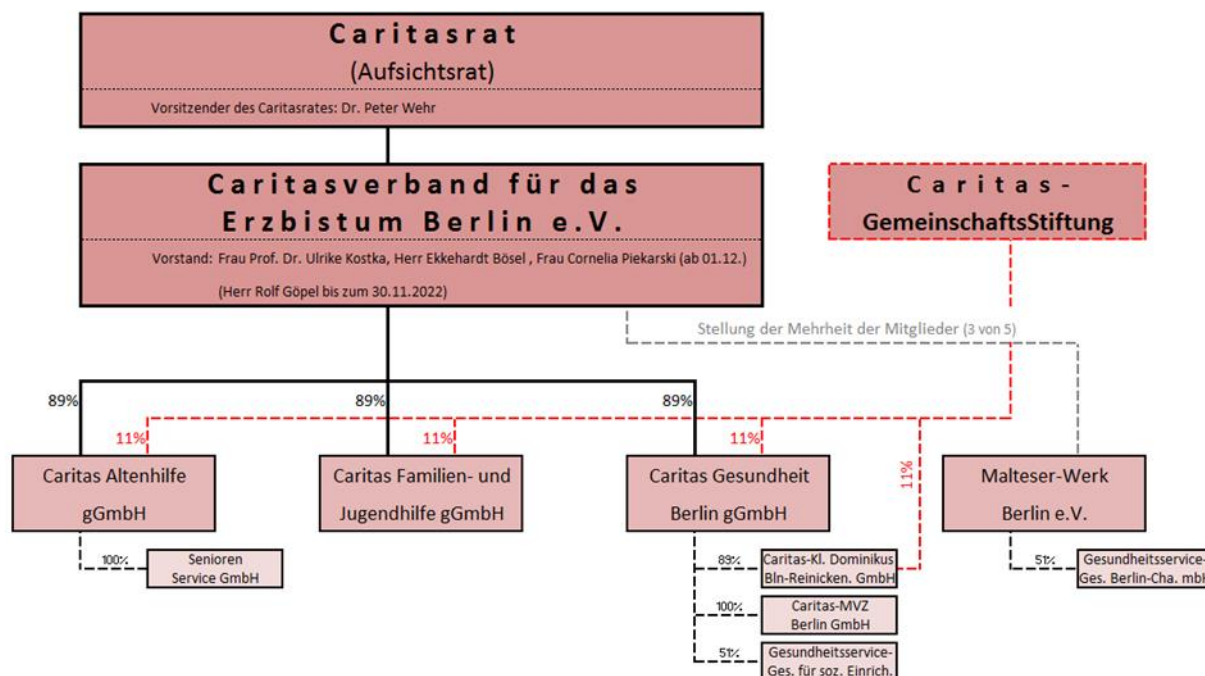 Caritasrat
(Aufsichtsrat)
Vorsitzender des Caritasrates: Dr. Peter Wehr
Caritasverband für das
Erzbistum Berlin e.V.
Vorstand: Frau Prof. Dr. Ulrike Kostka, Herr Ekkehardt Bösel , Frau Cornelia Piekarski (ab 01.12.)
(Herr Rolf Göpel bis zum 30.11.2022)
Caritas-
GemeinschaftsStiftung
Stellung der Mehrheit der Mitglieder (3 von 5)
89%
89%
89%
11%
11%
11%
11%
Caritas Altenhilfe
gGmbH
Caritas Familien- und
Jugendhilfe gGmbH
Caritas Gesundheit
Berlin gGmbH
Malteser-Werk
Berlin e.V.
100%
Senioren
Service GmbH
89%
Caritas-Kl. Dominikus
Bln-Reinicken. GmbH
51%
Gesundheitsservice-
Ges. Berlin-Cha. mbH
100%
Caritas-MVZ
Berlin GmbH
51%
Gesundheitsservice-
Ges. für soz. Einrich.